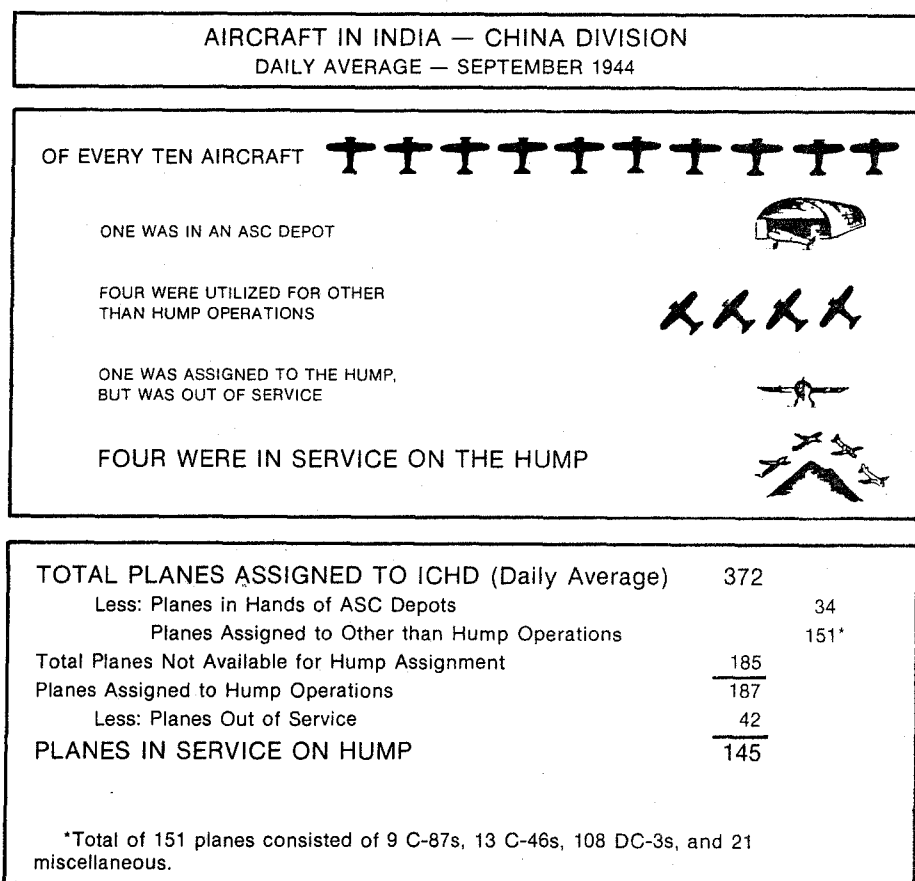 AIRCRAFT IN INDIA — CHINA DIVISION
DAILY AVERAGE — SEPTEMBER 1944
OF EVERY TEN AIRCRAFT
ONE WAS IN AN ASC DEPOT
FOUR WERE UTILIZED FOR OTHER
THAN HUMP OPERATIONS
ONE WAS ASSIGNED TO THE HUMP,
BUT WAS OUT OF SERVICE
FOUR WERE IN SERVICE ON THE HUMP
TOTAL PLANES ASSIGNED TO ICHD (Daily Average) 372
Less: Planes in Hands of ASC Depots 34
Planes Assigned to Other than Hump Operations 151*
Total Planes Not Available for Hump Assignment 185
Planes Assigned to Hump Operations 187
Less: Planes Out of Service 42
PLANES IN SERVICE ON HUMP 145
*Total of 151 planes consisted of 9 C-87s, 13 C-46s, 108 DC-3s, and 21
miscellaneous.